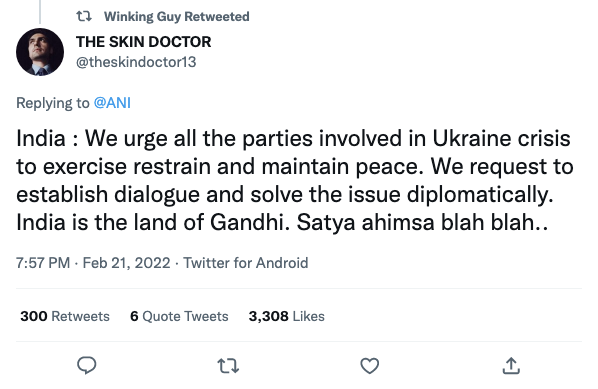 Winking Guy Retweeted
THE SKIN DOCTOR
@theskindoctor13
Replying to @ANI
India : We urge all the parties involved in Ukraine crisis
to exercise restrain and maintain peace. We request to
establish dialogue and solve the issue diplomatically.
India is the land of Gandhi. Satya ahimsa blah blah..
7:57 PM · Feb 21, 2022 · Twitter for Android
300 Retweets 6 Quote Tweets 3,308 Likes